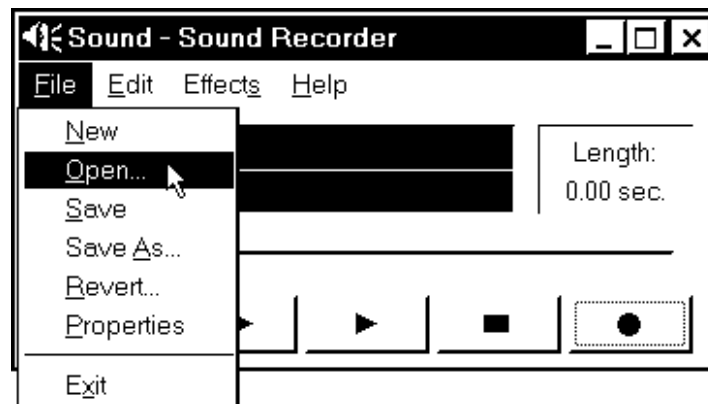 Sound - Sound Recorder
File Edit Effects Help
New
Open...
Save
Save As...
Revert...
Properties
Exit
Length:
0.00 sec.